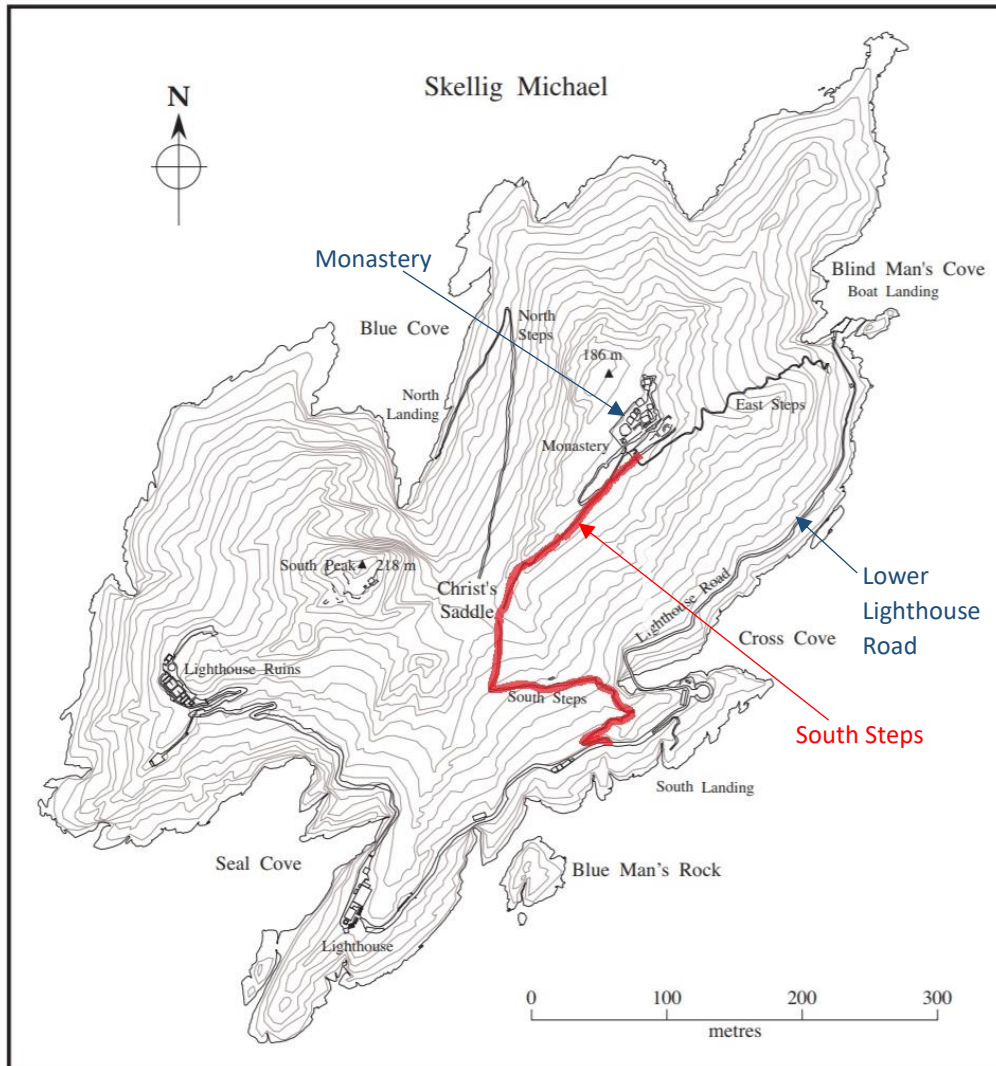 Skellig Michael
N
Monastery
Blind Man's Cove
Boat Landing
Blue Cove
North
Steps
186 m
North
Landing
East Steps
Monastery
South Peak
218 m
Christ's
Saddle
Lighthouse Road
Lower
Lighthouse
Road
Cross Cove
Lighthouse Ruins
South Steps
South Steps
South Landing
Seal Cove
Blue Man's Rock
Lighthouse
0 100 200 300
metres